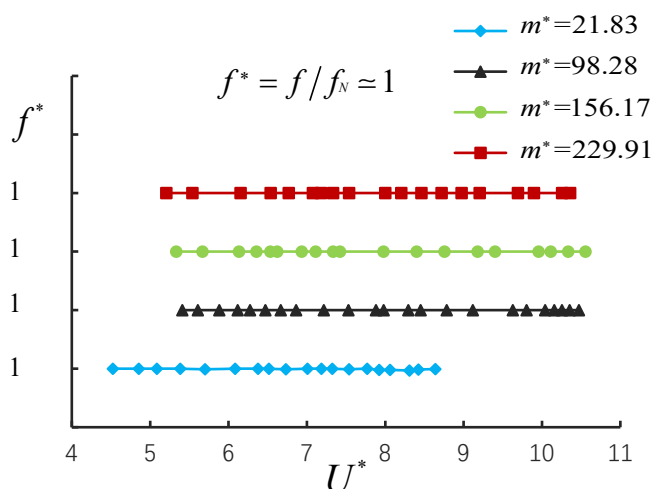 m*=21.83
m*=98.28
m*=156.17
m*=229.91
f* = f/f_N ≃ 1
f*
1
1
1
1
4 5 6 7 8 9 10 11
U*